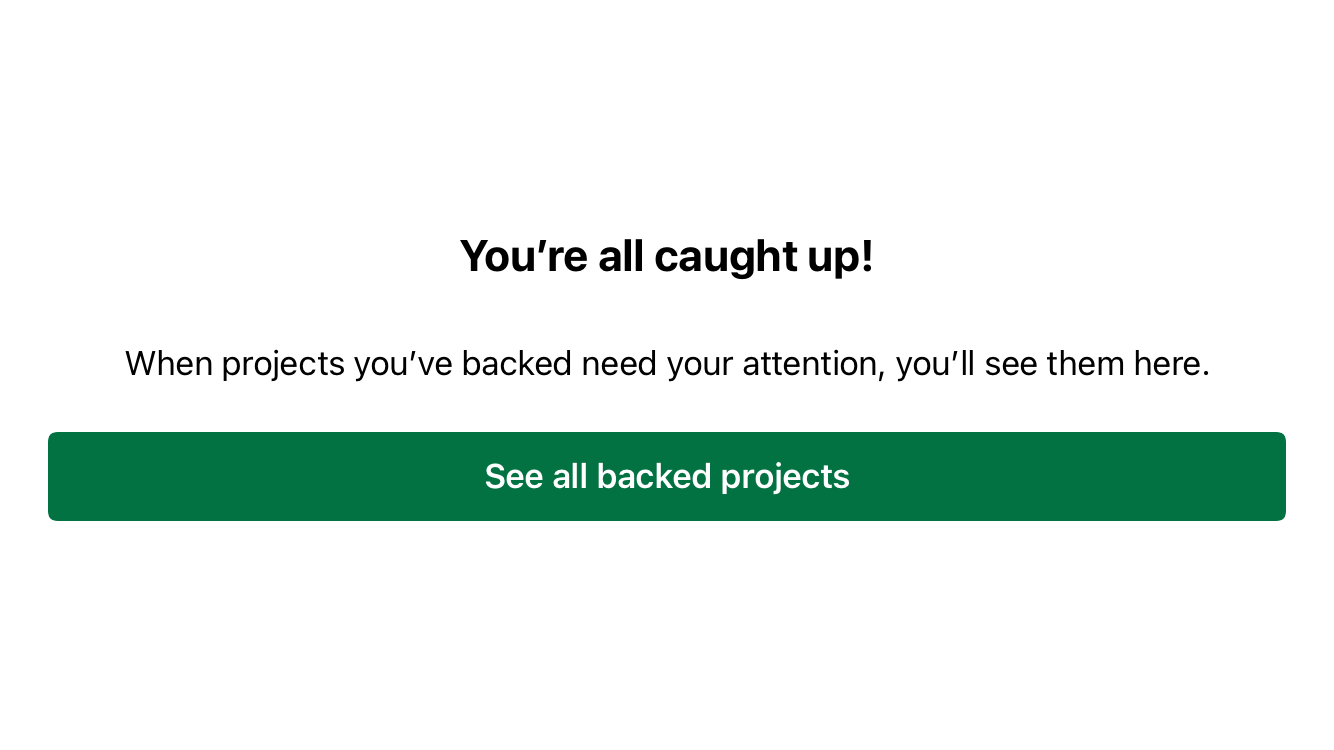 You’re all caught up!
When projects you’ve backed need your attention, you’ll see them here.
See all backed projects